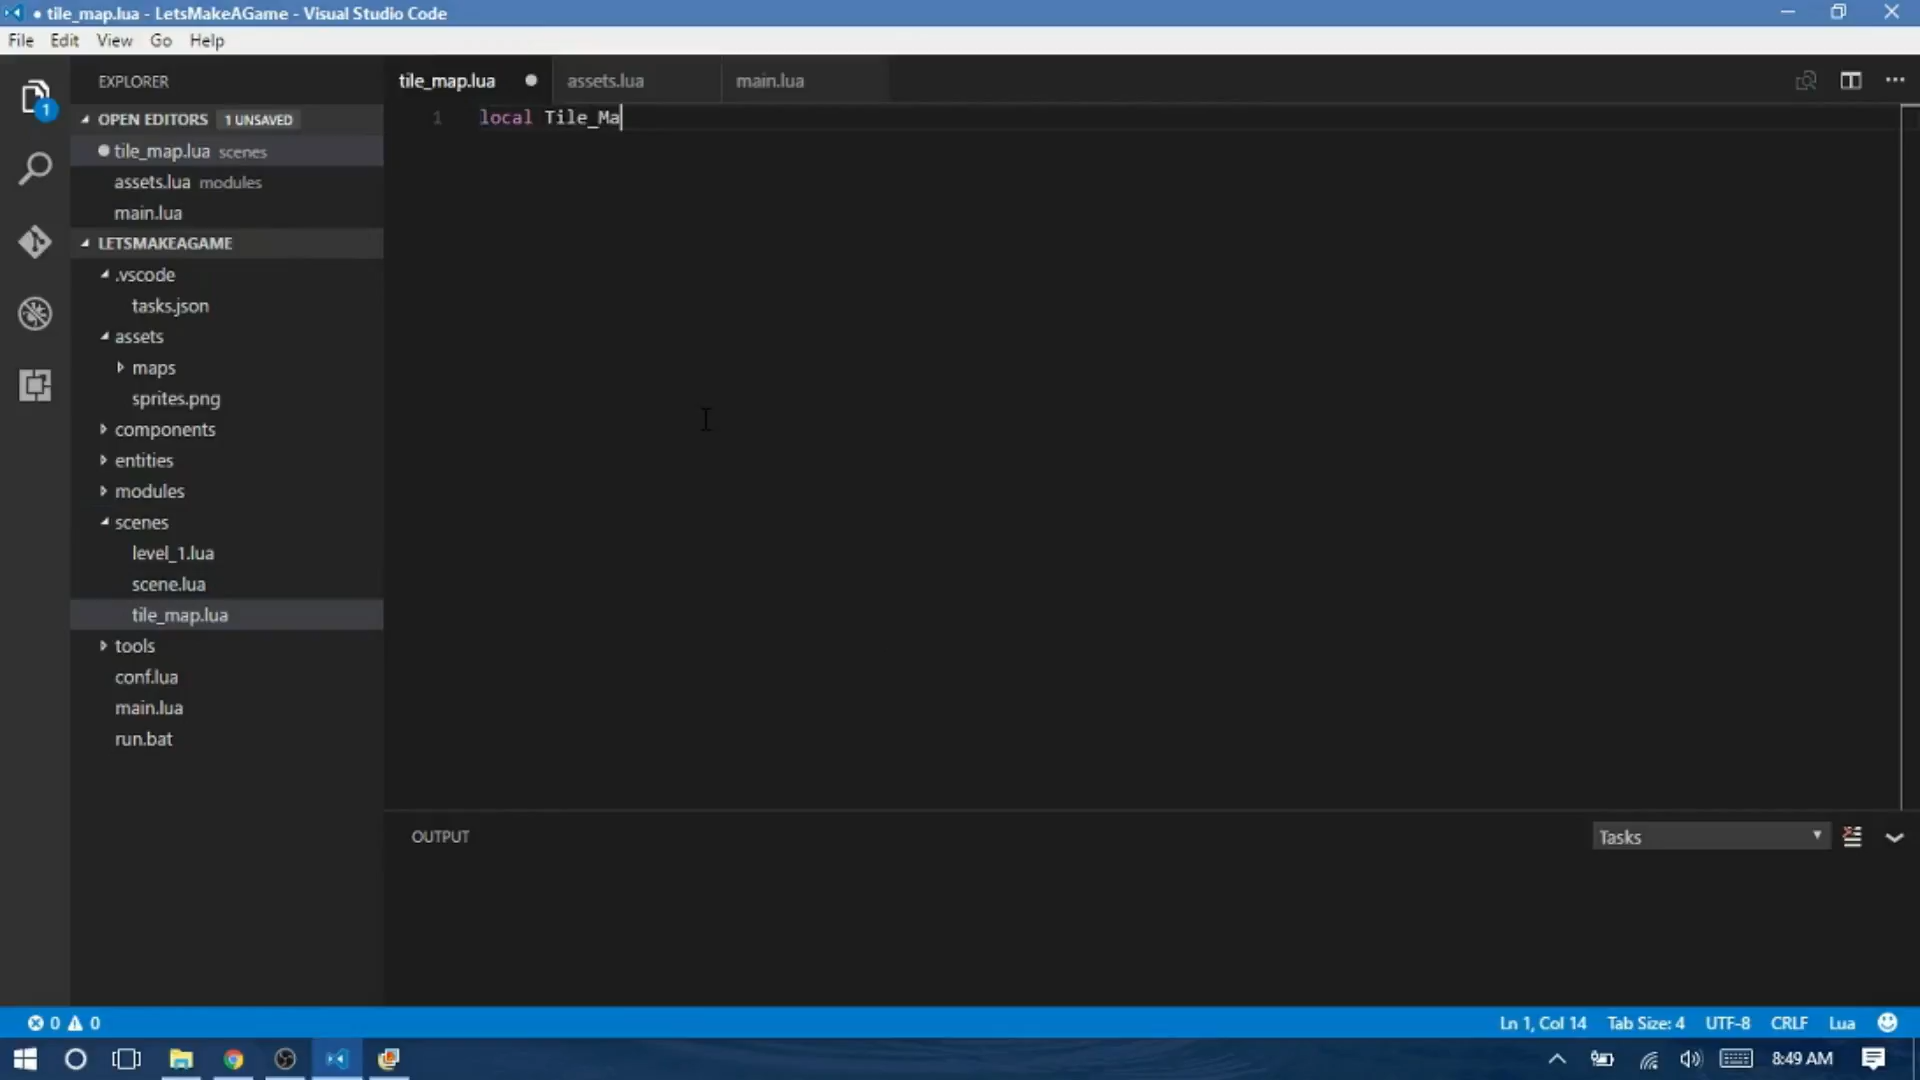 ● tile_map.lua - LetsMakeAGame - Visual Studio Code
File Edit View Go Help
EXPLORER
tile_map.lua
assets.lua
main.lua
1
OPEN EDITORS 1 UNSAVED
1 local Tile_Ma
tile_map.lua scenes
assets.lua modules
main.lua
LETSMAKEAGAME
.vscode
tasks.json
assets
maps
sprites.png
components
entities
modules
scenes
level_1.lua
scene.lua
tile_map.lua
tools
conf.lua
main.lua
run.bat
OUTPUT
Tasks
0 0
Ln 1, Col 14
Tab Size: 4
UTF-8
CRLF
Lua
8:49 AM